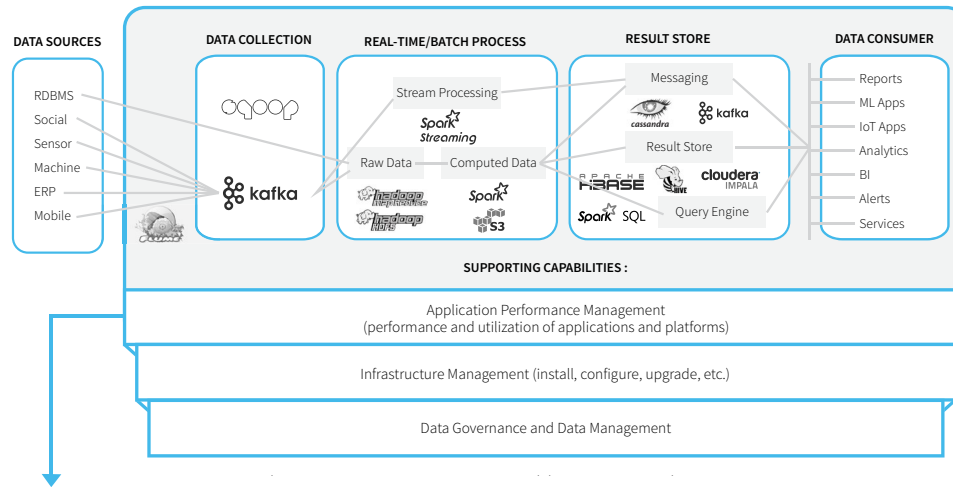 DATA SOURCES
RDBMS
Social
Sensor
Machine
ERP
Mobile
DATA COLLECTION
sqoop
kafka
REAL-TIME/BATCH PROCESS
Stream Processing
Spark
Streaming
Raw Data
Computed Data
hadoop
Map Reduce
Spark
hadoop
HDFS
S3
RESULT STORE
Messaging
cassandra
kafka
Result Store
APACHE
HBASE
HIVE
cloudera
IMPALA
Spark SQL
Query Engine
DATA CONSUMER
Reports
ML Apps
IoT Apps
Analytics
BI
Alerts
Services
SUPPORTING CAPABILITIES :
Application Performance Management
(performance and utilization of applications and platforms)
Infrastructure Management (install, configure, upgrade, etc.)
Data Governance and Data Management